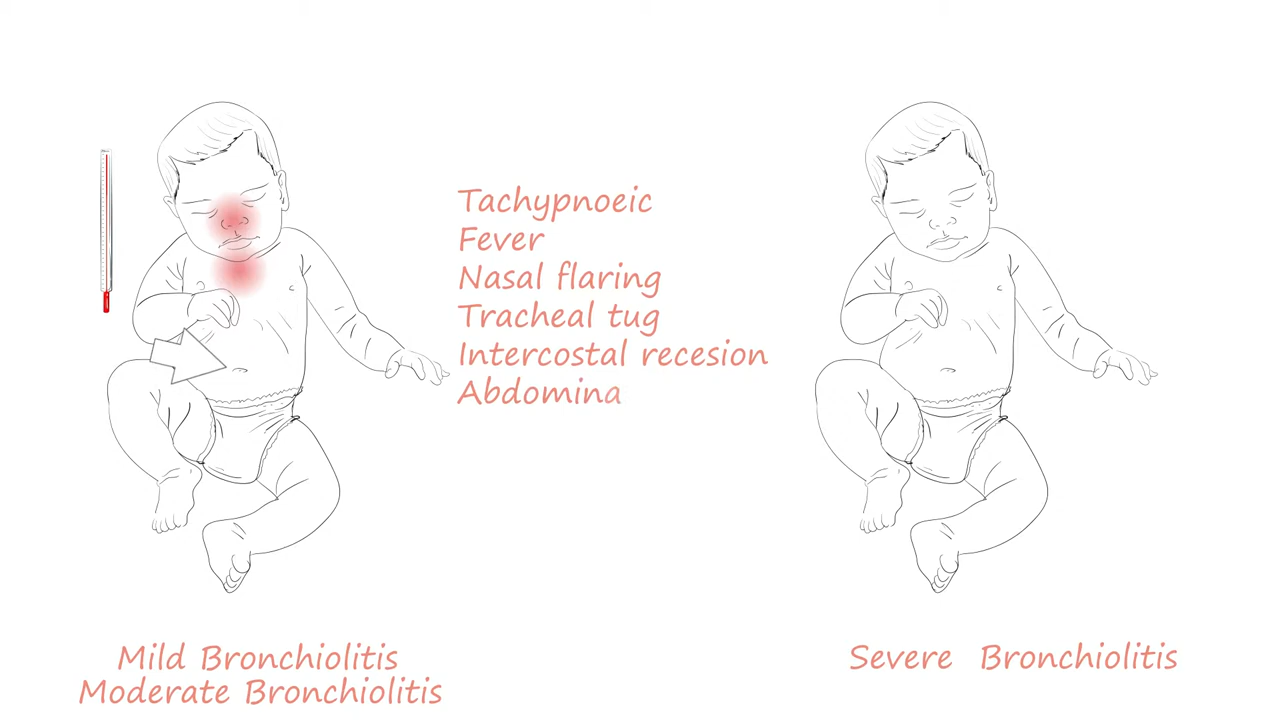 Tachypnoeic
Fever
Nasal flaring
Tracheal tug
Intercostal recesion
Abdomina
Mild Bronchiolitis
Moderate Bronchiolitis
Severe Bronchiolitis